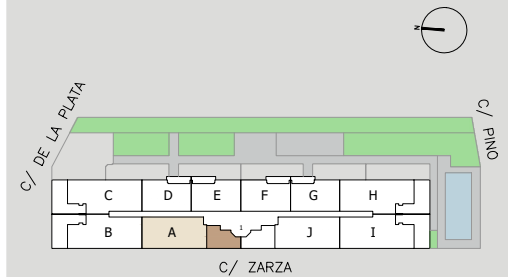 N
C/ DE LA PLATA
C/ PINO
C D E F G H
B A 1 J I
C/ ZARZA